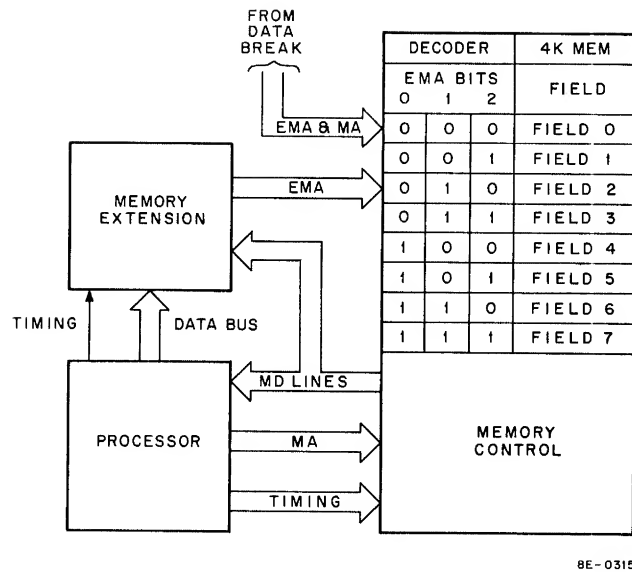 FROM
DATA
BREAK
EMA & MA
DECODER 4K MEM
EMA BITS FIELD
0 1 2
0 0 0 FIELD 0
0 0 1 FIELD 1
0 1 0 FIELD 2
0 1 1 FIELD 3
1 0 0 FIELD 4
1 0 1 FIELD 5
1 1 0 FIELD 6
1 1 1 FIELD 7
MEMORY
EXTENSION
EMA
TIMING
DATA BUS
MD LINES
PROCESSOR
MA
TIMING
MEMORY
CONTROL
8E-0315